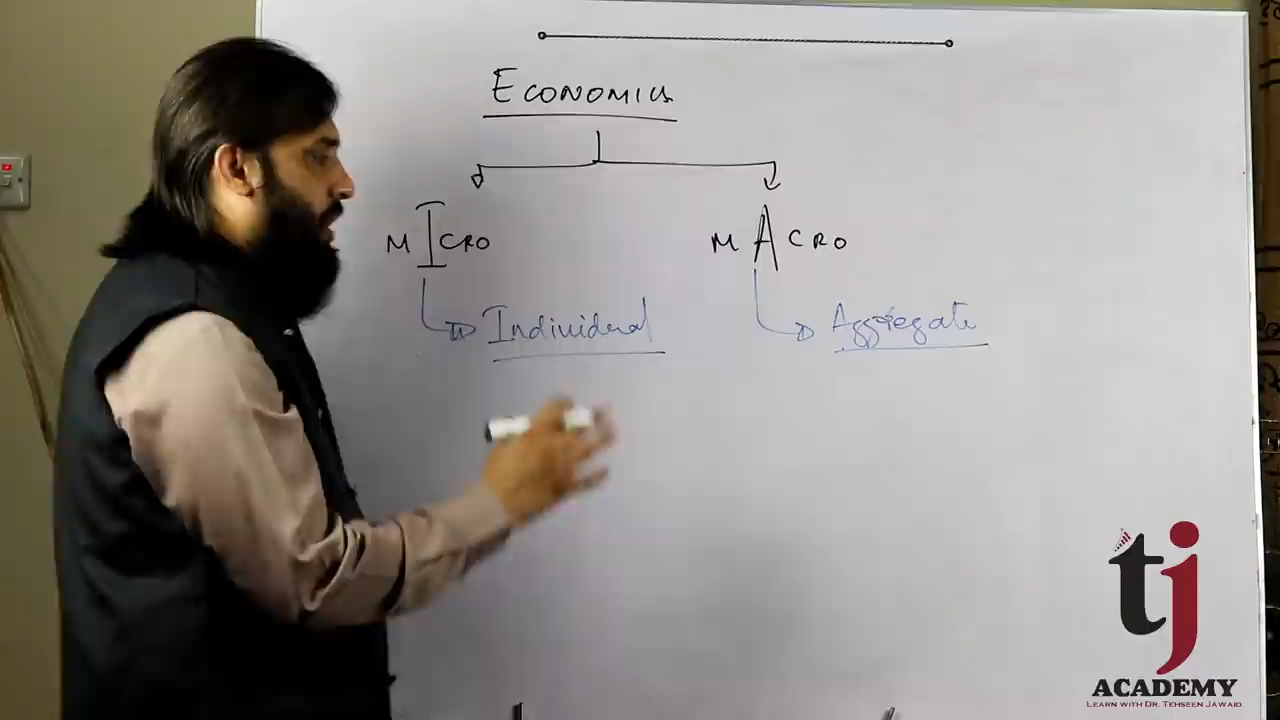 ECONOMICS
MICRO
MACRO
Individual
Aggregate
tj
ACADEMY
LEARN WITH DR. TEHSEEN JAWAID